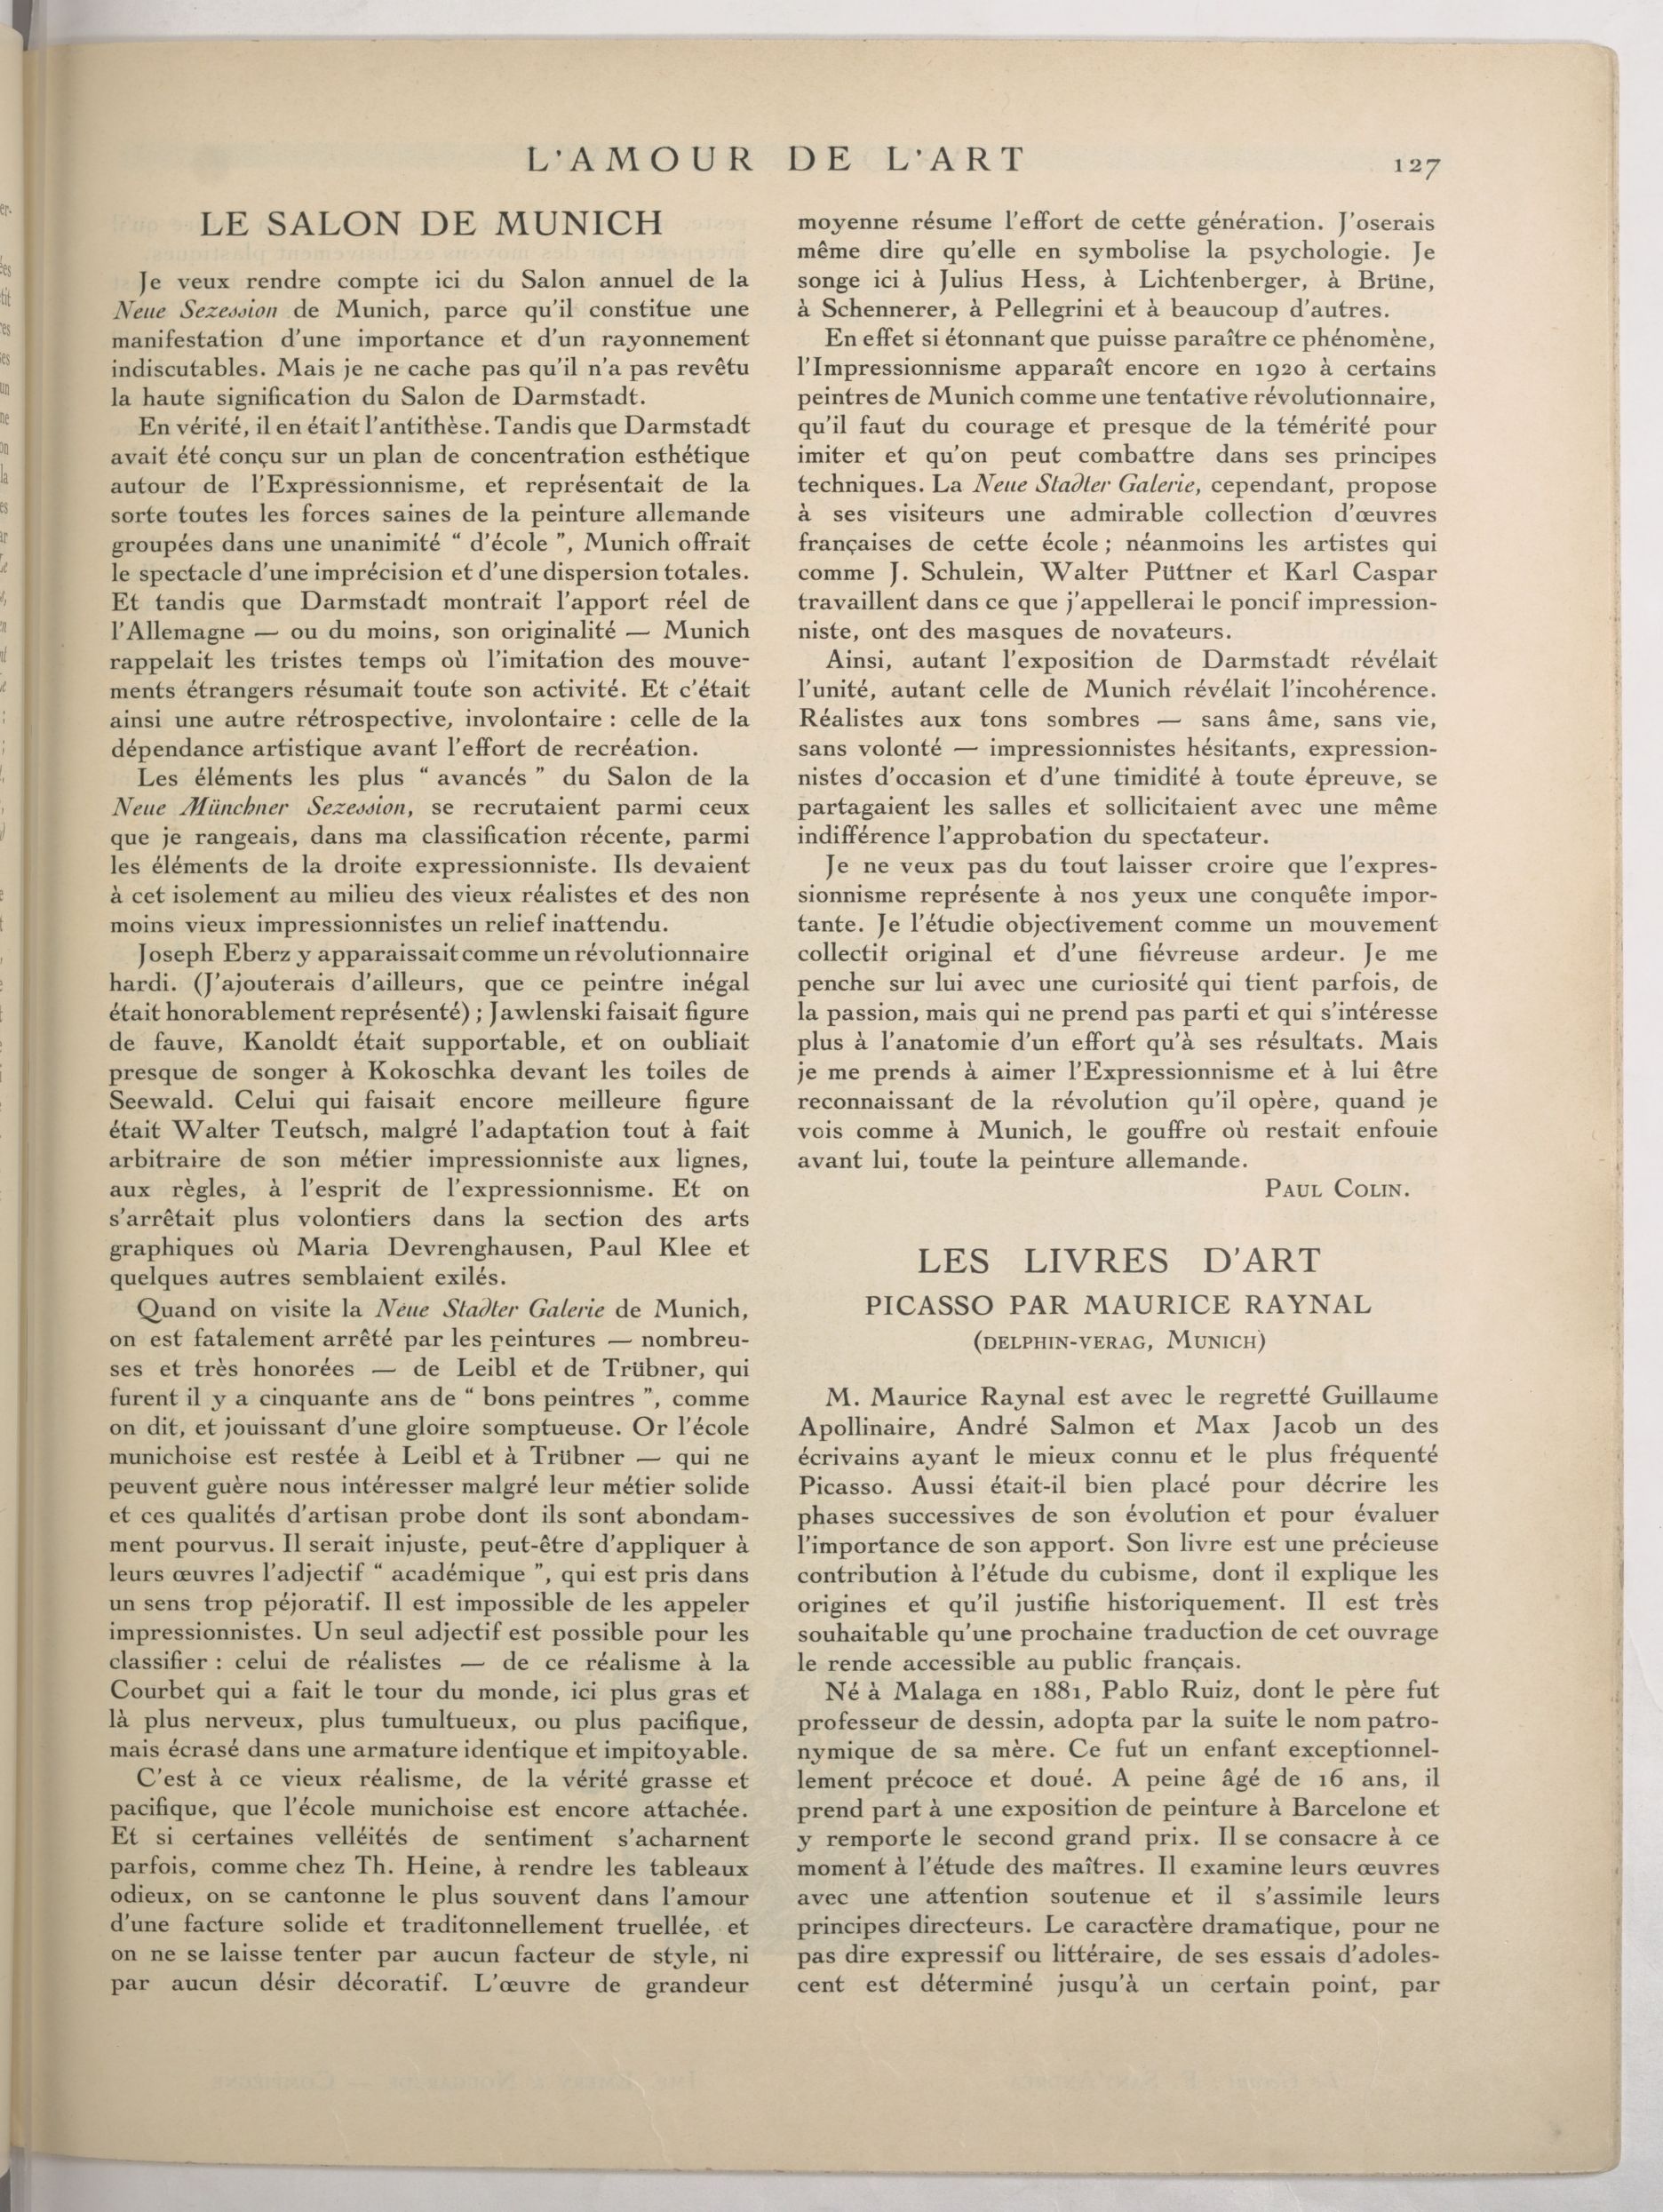 L'AMOUR DE L'ART
127
LE SALON DE MUNICH
Je veux rendre compte ici du Salon annuel de la
Neue Sezession de Munich, parce qu'il constitue une
manifestation d'une importance et d'un rayonnement
indiscutables. Mais je ne cache pas qu'il n'a pas revêtu
la haute signification du Salon de Darmstadt.
En vérité, il en était l'antithèse. Tandis que Darmstadt
avait été conçu sur un plan de concentration esthétique
autour de l'Expressionnisme, et représentait de la
sorte toutes les forces saines de la peinture allemande
groupées dans une unanimité “ d'école ”, Munich offrait
le spectacle d'une imprécision et d'une dispersion totales.
Et tandis que Darmstadt montrait l'apport réel de
l'Allemagne — ou du moins, son originalité — Munich
rappelait les tristes temps où l'imitation des mouve-
ments étrangers résumait toute son activité. Et c'était
ainsi une autre rétrospective, involontaire : celle de la
dépendance artistique avant l'effort de recréation.
Les éléments les plus “ avancés ” du Salon de la
Neue Münchner Sezession, se recrutaient parmi ceux
que je rangeais, dans ma classification récente, parmi
les éléments de la droite expressionniste. Ils devaient
à cet isolement au milieu des vieux réalistes et des non
moins vieux impressionnistes un relief inattendu.
Joseph Eberz y apparaissait comme un révolutionnaire
hardi. (J'ajouterais d'ailleurs, que ce peintre inégal
était honorablement représenté) ; Jawlenski faisait figure
de fauve, Kanoldt était supportable, et on oubliait
presque de songer à Kokoschka devant les toiles de
Seewald. Celui qui faisait encore meilleure figure
était Walter Teutsch, malgré l'adaptation tout à fait
arbitraire de son métier impressionniste aux lignes,
aux règles, à l'esprit de l'expressionnisme. Et on
s'arrêtait plus volontiers dans la section des arts
graphiques où Maria Devrenghausen, Paul Klee et
quelques autres semblaient exilés.
Quand on visite la Neue Stadter Galerie de Munich,
on est fatalement arrêté par les peintures — nombreu-
ses et très honorées — de Leibl et de Trübner, qui
furent il y a cinquante ans de “ bons peintres ”, comme
on dit, et jouissant d'une gloire somptueuse. Or l'école
munichoise est restée à Leibl et à Trübner — qui ne
peuvent guère nous intéresser malgré leur métier solide
et ces qualités d'artisan probe dont ils sont abondam-
ment pourvus. Il serait injuste, peut-être d'appliquer à
leurs œuvres l'adjectif “ académique ”, qui est pris dans
un sens trop péjoratif. Il est impossible de les appeler
impressionnistes. Un seul adjectif est possible pour les
classifier : celui de réalistes — de ce réalisme à la
Courbet qui a fait le tour du monde, ici plus gras et
là plus nerveux, plus tumultueux, ou plus pacifique,
mais écrasé dans une armature identique et impitoyable.
C'est à ce vieux réalisme, de la vérité grasse et
pacifique, que l'école munichoise est encore attachée.
Et si certaines velléités de sentiment s'acharnent
parfois, comme chez Th. Heine, à rendre les tableaux
odieux, on se cantonne le plus souvent dans l'amour
d'une facture solide et traditonnellement truellée, et
on ne se laisse tenter par aucun facteur de style, ni
par aucun désir décoratif. L'œuvre de grandeur
moyenne résume l'effort de cette génération. J'oserais
même dire qu'elle en symbolise la psychologie. Je
songe ici à Julius Hess, à Lichtenberger, à Brüne,
à Schennerer, à Pellegrini et à beaucoup d'autres.
En effet si étonnant que puisse paraître ce phénomène,
l'Impressionnisme apparaît encore en 1920 à certains
peintres de Munich comme une tentative révolutionnaire,
qu'il faut du courage et presque de la témérité pour
imiter et qu'on peut combattre dans ses principes
techniques. La Neue Stadter Galerie, cependant, propose
à ses visiteurs une admirable collection d'œuvres
françaises de cette école ; néanmoins les artistes qui
comme J. Schulein, Walter Püttner et Karl Caspar
travaillent dans ce que j'appellerai le poncif impression-
niste, ont des masques de novateurs.
Ainsi, autant l'exposition de Darmstadt révélait
l'unité, autant celle de Munich révélait l'incohérence.
Réalistes aux tons sombres — sans âme, sans vie,
sans volonté — impressionnistes hésitants, expression-
nistes d'occasion et d'une timidité à toute épreuve, se
partagaient les salles et sollicitaient avec une même
indifférence l'approbation du spectateur.
Je ne veux pas du tout laisser croire que l'expres-
sionnisme représente à nos yeux une conquête impor-
tante. Je l'étudie objectivement comme un mouvement
collectif original et d'une fiévreuse ardeur. Je me
penche sur lui avec une curiosité qui tient parfois, de
la passion, mais qui ne prend pas parti et qui s'intéresse
plus à l'anatomie d'un effort qu'à ses résultats. Mais
je me prends à aimer l'Expressionnisme et à lui être
reconnaissant de la révolution qu'il opère, quand je
vois comme à Munich, le gouffre où restait enfouie
avant lui, toute la peinture allemande.
PAUL COLIN.
LES LIVRES D'ART
PICASSO PAR MAURICE RAYNAL
(DELPHIN-VERAG, MUNICH)
M. Maurice Raynal est avec le regretté Guillaume
Apollinaire, André Salmon et Max Jacob un des
écrivains ayant le mieux connu et le plus fréquenté
Picasso. Aussi était-il bien placé pour décrire les
phases successives de son évolution et pour évaluer
l'importance de son apport. Son livre est une précieuse
contribution à l'étude du cubisme, dont il explique les
origines et qu'il justifie historiquement. Il est très
souhaitable qu'une prochaine traduction de cet ouvrage
le rende accessible au public français.
Né à Malaga en 1881, Pablo Ruiz, dont le père fut
professeur de dessin, adopta par la suite le nom patro-
nymique de sa mère. Ce fut un enfant exceptionnel-
lement précoce et doué. A peine âgé de 16 ans, il
prend part à une exposition de peinture à Barcelone et
y remporte le second grand prix. Il se consacre à ce
moment à l'étude des maîtres. Il examine leurs œuvres
avec une attention soutenue et il s'assimile leurs
principes directeurs. Le caractère dramatique, pour ne
pas dire expressif ou littéraire, de ses essais d'adoles-
cent est déterminé jusqu'à un certain point, par